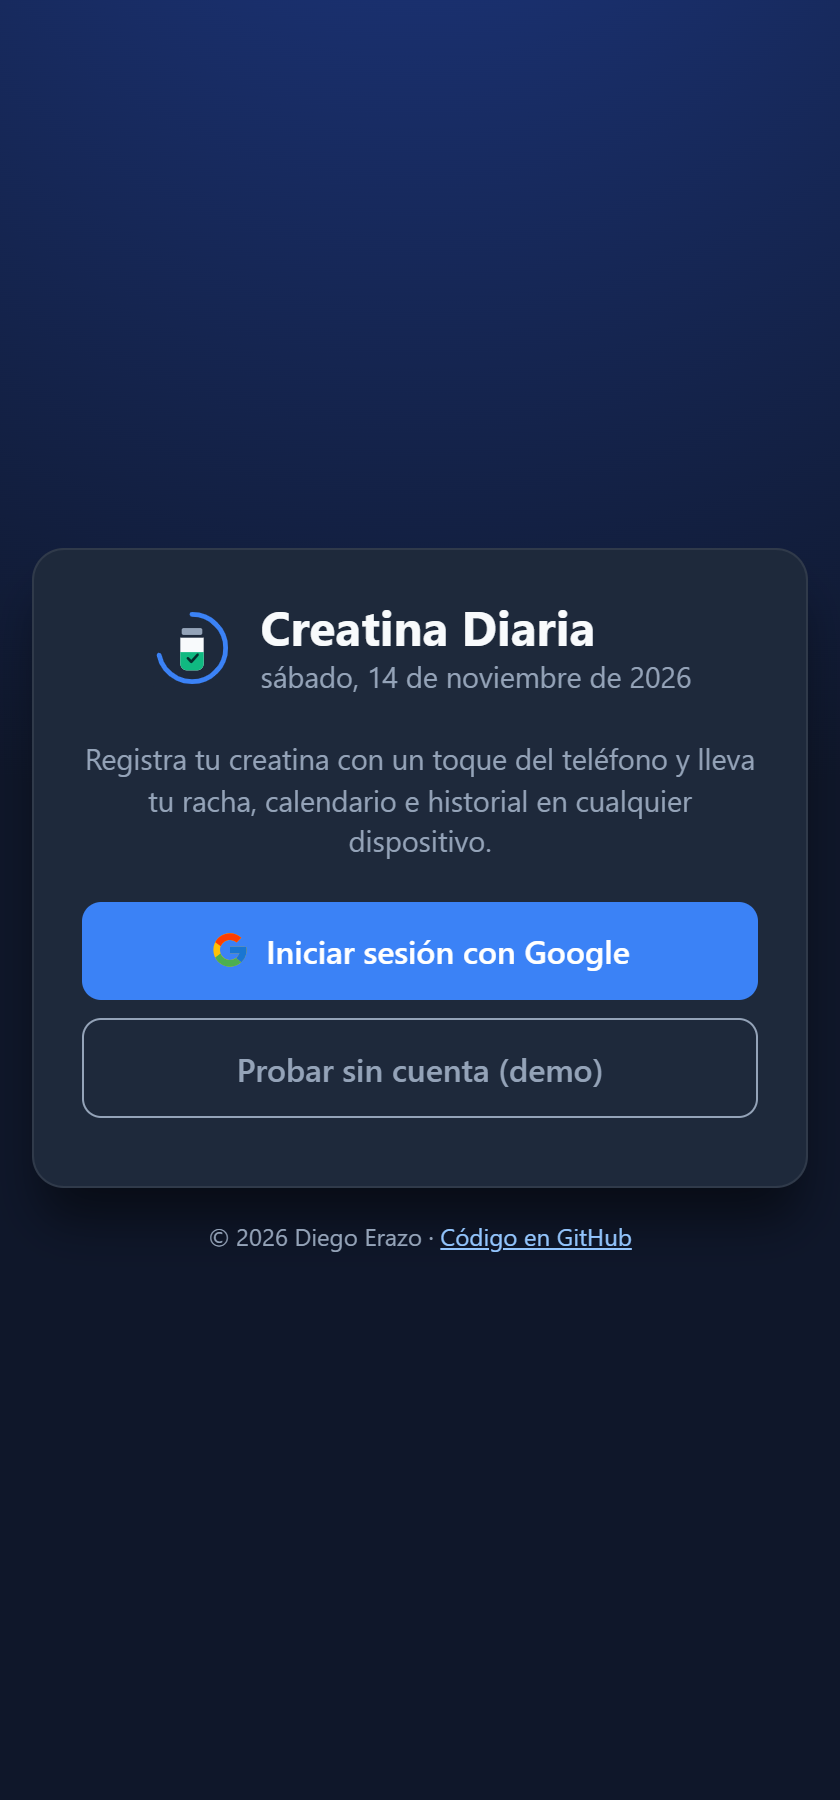 Creatina Diaria
sábado, 14 de noviembre de 2026
Registra tu creatina con un toque del teléfono y lleva
tu racha, calendario e historial en cualquier
dispositivo.
Iniciar sesión con Google
Probar sin cuenta (demo)
© 2026 Diego Erazo · Código en GitHub